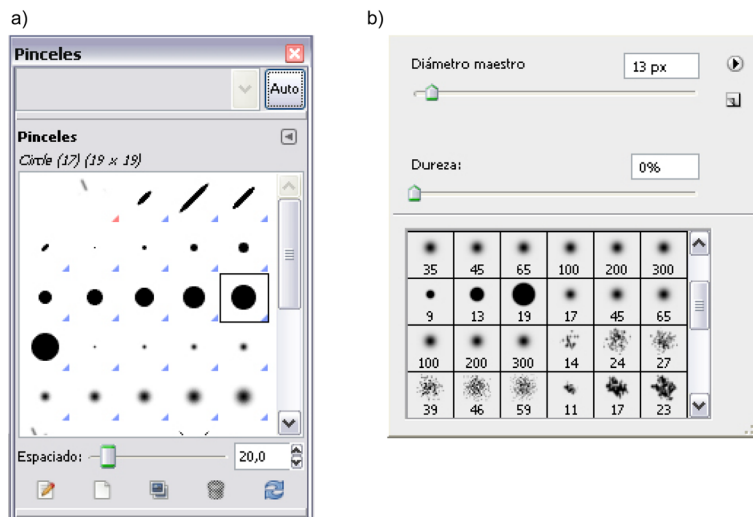 a)
Pinceles
Auto
Pinceles
Circle (17) (19 x 19)
Espaciado:
20,0
b)
Diámetro maestro
13 px
Dureza:
0%
35 45 65 100 200 300
9 13 19 17 45 65
100 200 300 14 24 27
39 46 59 11 17 23